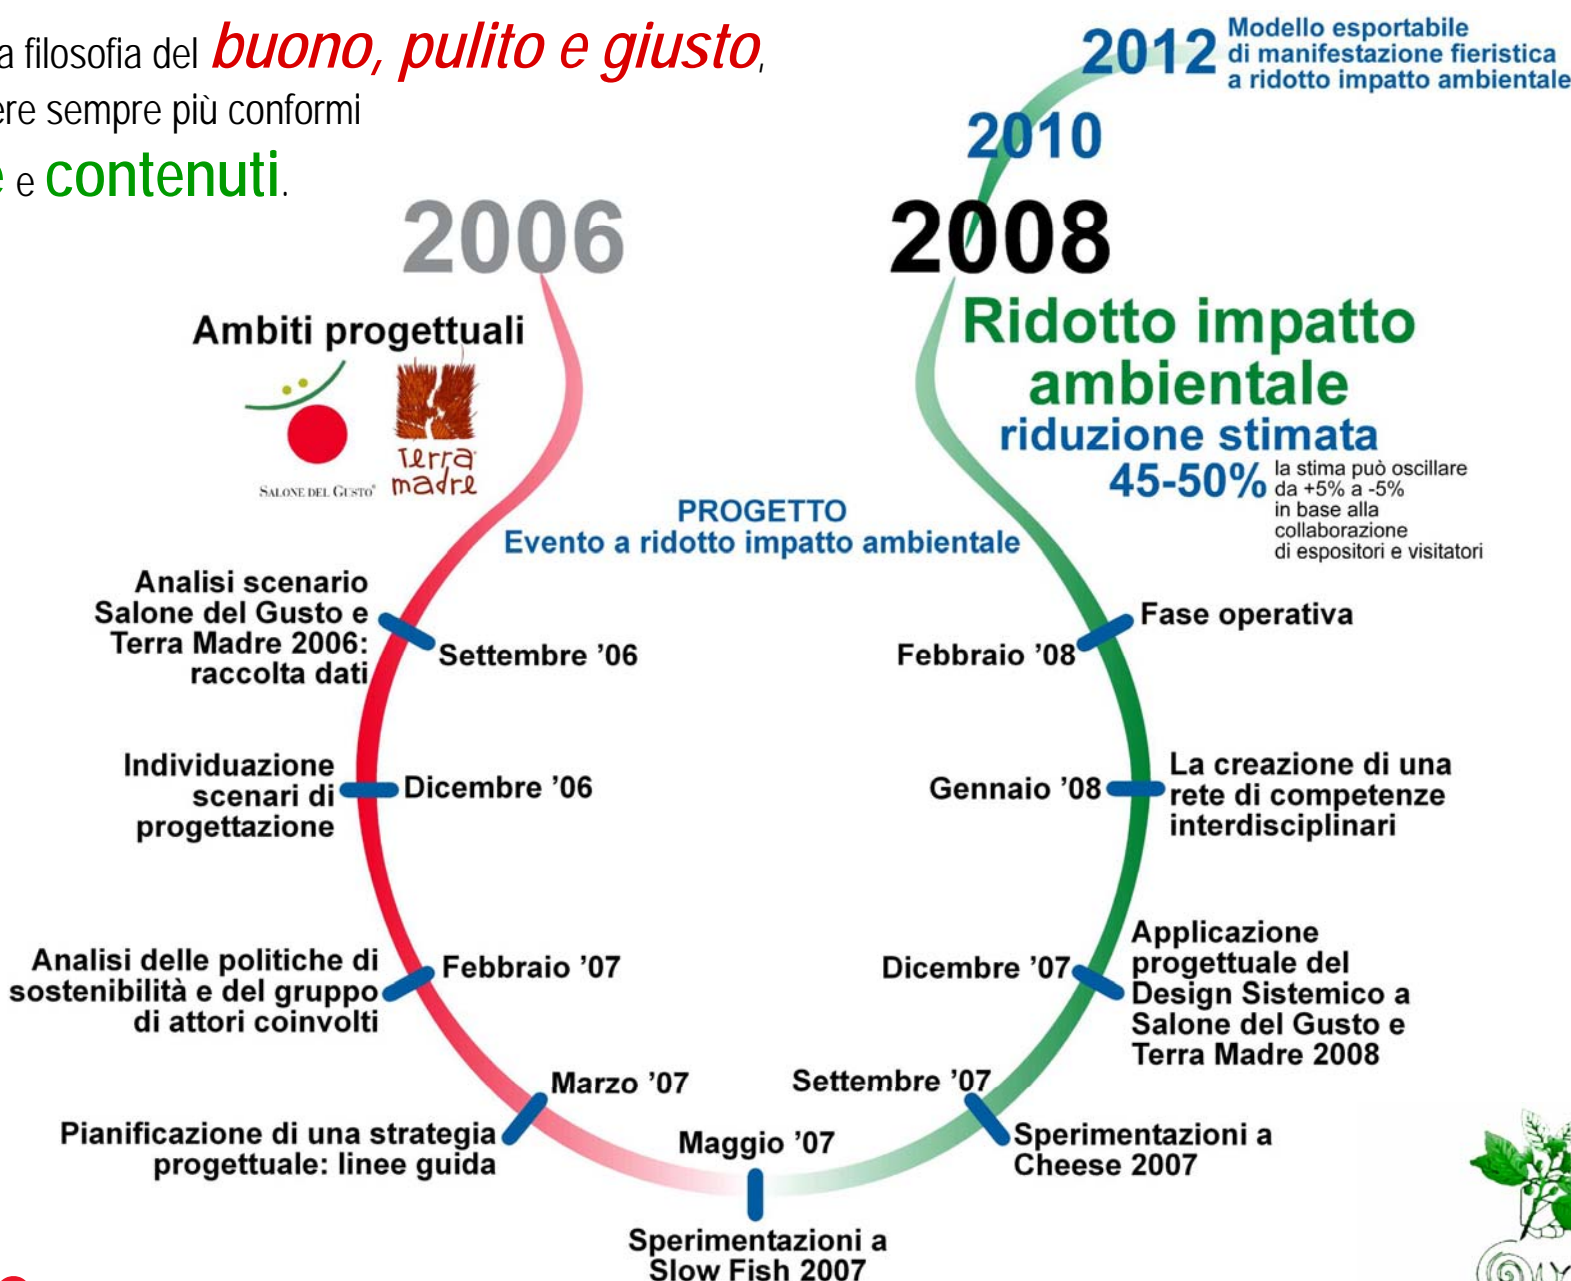 a filosofia del buono, pulito e giusto,
ere sempre più conformi
e e contenuti.
2012
Modello esportabile
di manifestazione fieristica
a ridotto impatto ambientale
2010
2006
2008
Ambiti progettuali
SALONE DEL GUSTO
Terra
madre
Ridotto impatto
ambientale
riduzione stimata
45-50%
la stima può oscillare
da +5% a -5%
in base alla
collaborazione
di espositori e visitatori
PROGETTO
Evento a ridotto impatto ambientale
Analisi scenario
Salone del Gusto e
Terra Madre 2006:
raccolta dati
Settembre ’06
Individuazione
scenari di
progettazione
Dicembre ’06
Analisi delle politiche di
sostenibilità e del gruppo
di attori coinvolti
Febbraio ’07
Marzo ’07
Pianificazione di una strategia
progettuale: linee guida
Maggio ’07
Sperimentazioni a
Slow Fish 2007
Settembre ’07
Sperimentazioni a
Cheese 2007
Dicembre ’07
Applicazione
progettuale del
Design Sistemico a
Salone del Gusto e
Terra Madre 2008
Gennaio ’08
La creazione di una
rete di competenze
interdisciplinari
Febbraio ’08
Fase operativa